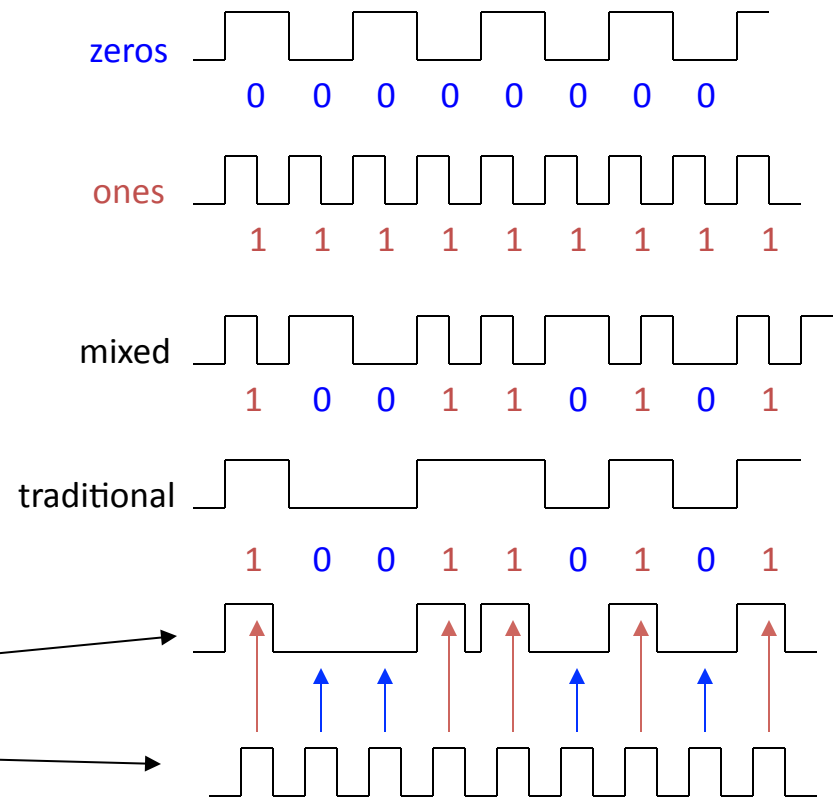 zeros
0 0 0 0 0 0 0 0
ones
1 1 1 1 1 1 1 1 1
mixed
1 0 0 1 1 0 1 0 1
traditional
1 0 0 1 1 0 1 0 1